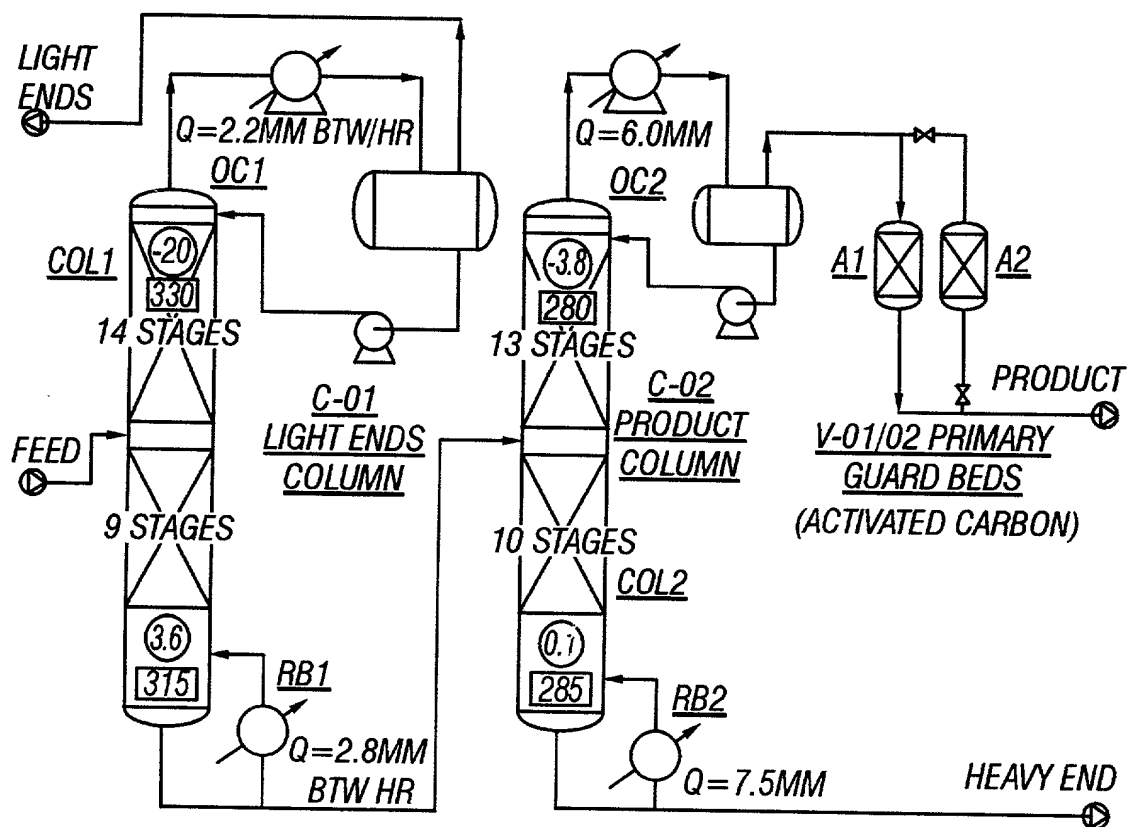 LIGHT
ENDS
Q=2.2MM BTW/HR
OC1
Q=6.0MM
OC2
COL1
-20
330
14 STAGES
-3.8
280
13 STAGES
A1
A2
C-01
LIGHT ENDS
COLUMN
C-02
PRODUCT
COLUMN
PRODUCT
V-01/02 PRIMARY
GUARD BEDS
(ACTIVATED CARBON)
FEED
9 STAGES
10 STAGES
COL2
3.6
315
RB1
Q=2.8MM
BTW HR
285
RB2
Q=7.5MM
HEAVY END